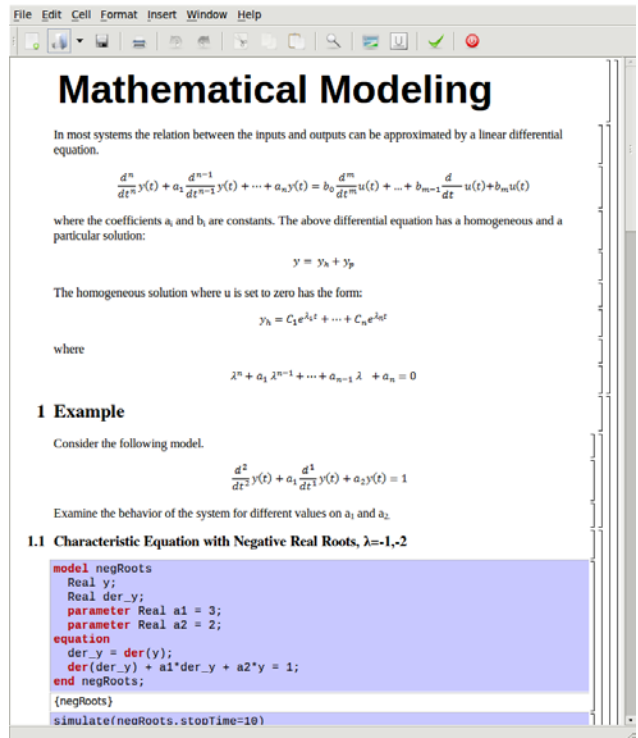 File Edit Cell Format Insert Window Help
Mathematical Modeling
In most systems the relation between the inputs and outputs can be approximated by a linear differential
equation.
dⁿ/dtⁿ y(t) + a₁ dⁿ⁻¹/dtⁿ⁻¹ y(t) + ⋯ + aₙy(t) = b₀ dᵐ/dtᵐ u(t) + ... + bₘ₋₁ d/dt u(t)+bₘu(t)
where the coefficients aᵢ and bᵢ are constants. The above differential equation has a homogeneous and a
particular solution:
y = yₕ + yₚ
The homogeneous solution where u is set to zero has the form:
yₕ = C₁e^{λ₁t} + ⋯ + Cₙe^{λₙt}
where
λⁿ + a₁ λⁿ⁻¹ + ⋯ + aₙ₋₁ λ + aₙ = 0
1 Example
Consider the following model.
d²/dt² y(t) + a₁ d¹/dt¹ y(t) + a₂y(t) = 1
Examine the behavior of the system for different values on a₁ and a₂.
1.1 Characteristic Equation with Negative Real Roots, λ=-1,-2
model negRoots
Real y;
Real der_y;
parameter Real a1 = 3;
parameter Real a2 = 2;
equation
der_y = der(y);
der(der_y) + a1*der_y + a2*y = 1;
end negRoots;
{negRoots}
simulate(negRoots,stopTime=10)